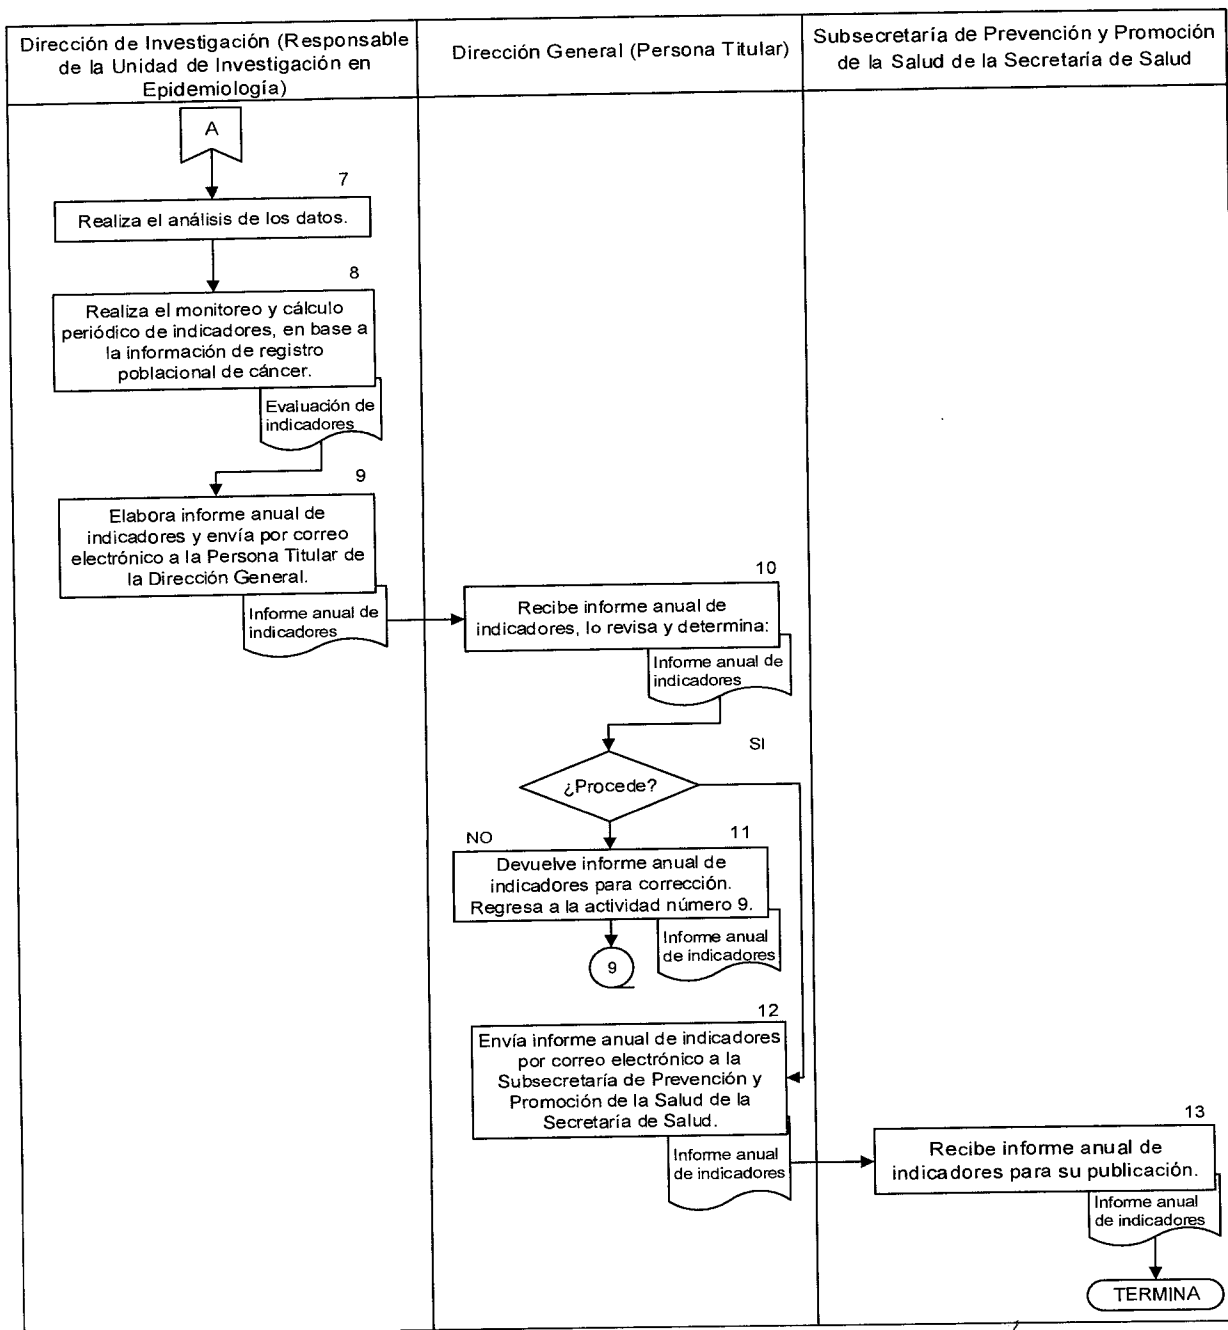 Dirección de Investigación (Responsable
de la Unidad de Investigación en
Epidemiología)
Dirección General (Persona Titular)
Subsecretaría de Prevención y Promoción
de la Salud de la Secretaría de Salud
A
7
Realiza el análisis de los datos.
8
Realiza el monitoreo y cálculo
periódico de indicadores, en base a
la información de registro
poblacional de cáncer.
Evaluación de
indicadores
9
Elabora informe anual de
indicadores y envía por correo
electrónico a la Persona Titular de
la Dirección General.
Informe anual de
indicadores
10
Recibe informe anual de
indicadores, lo revisa y determina:
Informe anual de
indicadores
SI
¿Procede?
NO
11
Devuelve informe anual de
indicadores para corrección.
Regresa a la actividad número 9.
Informe anual
de indicadores
9
12
Envía informe anual de indicadores
por correo electrónico a la
Subsecretaría de Prevención y
Promoción de la Salud de la
Secretaría de Salud.
Informe anual
de indicadores
13
Recibe informe anual de
indicadores para su publicación.
Informe anual
de indicadores
TERMINA